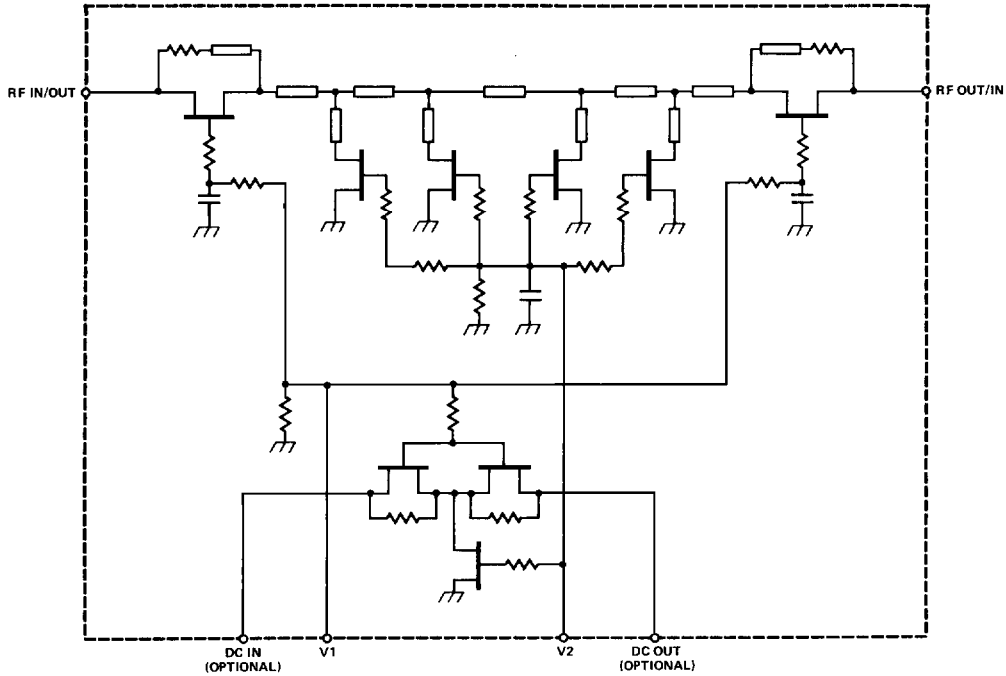 RF IN/OUT
RF OUT/IN
DC IN
(OPTIONAL)
V1
V2
DC OUT
(OPTIONAL)